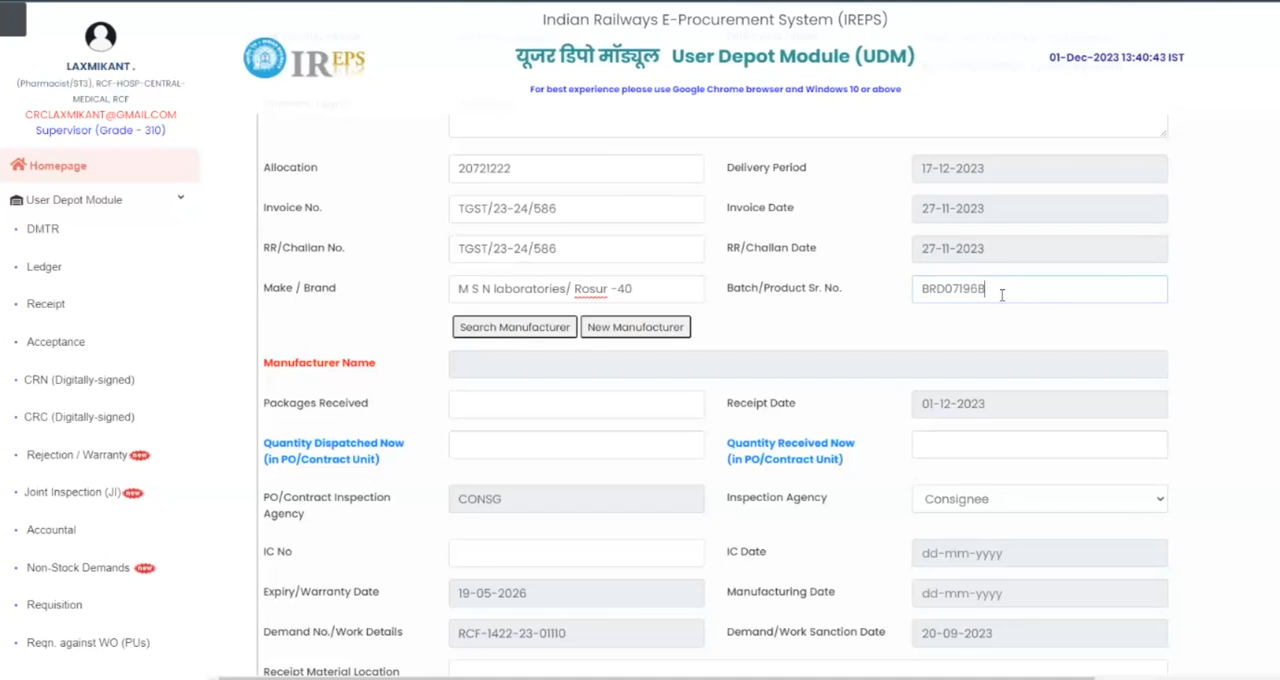 Indian Railways E-Procurement System (IREPS)
IREPS
यूजर डिपो मॉड्यूल User Depot Module (UDM)
01-Dec-2023 13:40:43 IST
For best experience please use Google Chrome browser and Windows 10 or above
LAXMIKANT .
(Pharmacist/ST3), RCF-HOSP-CENTRAL-
MEDICAL, RCF
CRCLAXMIKANT@GMAIL.COM
Supervisor (Grade - 310)
Homepage
User Depot Module
DMTR
Ledger
Receipt
Acceptance
CRN (Digitally-signed)
CRC (Digitally-signed)
Rejection / Warranty new
Joint Inspection (JI) new
Accountal
Non-Stock Demands new
Requisition
Reqn. against WO (PUs)
Allocation 20721222 Delivery Period 17-12-2023
Invoice No. TGST/23-24/586 Invoice Date 27-11-2023
RR/Challan No. TGST/23-24/586 RR/Challan Date 27-11-2023
Make / Brand M S N laboratories/ Rosur -40 Batch/Product Sr. No. BRD07196B
Search Manufacturer New Manufacturer
Manufacturer Name
Packages Received Receipt Date 01-12-2023
Quantity Dispatched Now Quantity Received Now
(in PO/Contract Unit) (in PO/Contract Unit)
PO/Contract Inspection CONSG Inspection Agency Consignee
Agency
IC No IC Date dd-mm-yyyy
Expiry/Warranty Date 19-05-2026 Manufacturing Date dd-mm-yyyy
Demand No./Work Details RCF-1422-23-01110 Demand/Work Sanction Date 20-09-2023
Receipt Material Location